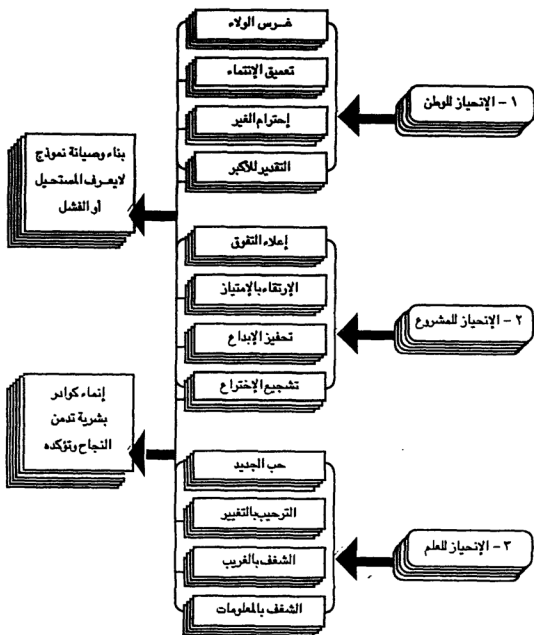 ١ - الإنحياز للوطن
غرس الولاء
تعميق الإنتماء
إحترام الغير
التقدير للأكبر
٢ - الإنحياز للمشروع
إعلاء التفوق
الإرتقاء بالإمتياز
تحفيز الإبداع
تشجيع الإختراع
٣ - الإنحياز للعلم
حب الجديد
الترحيب بالتغيير
الشغف بالغريب
الشغف بالمعلومات
بناء وصيانة نموذج
لايعرف المستحيل
أو الفشل
إنماء كوادر
بشرية تدمن
النجاح وتؤكده